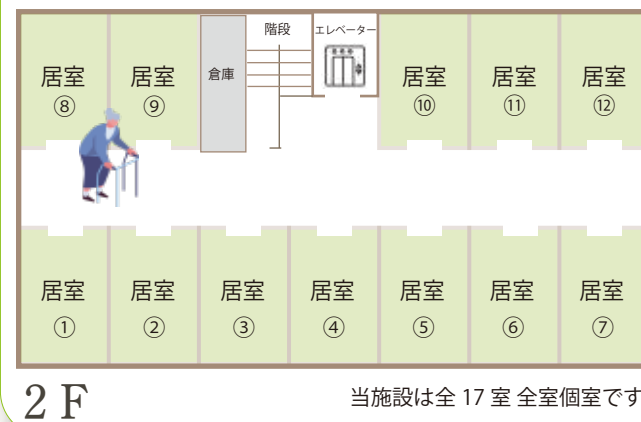 階段
エレベーター
居室
⑧
居室
⑨
倉庫
居室
⑩
居室
⑪
居室
⑫
居室
①
居室
②
居室
③
居室
④
居室
⑤
居室
⑥
居室
⑦
2 F
当施設は全 17 室 全室個室です